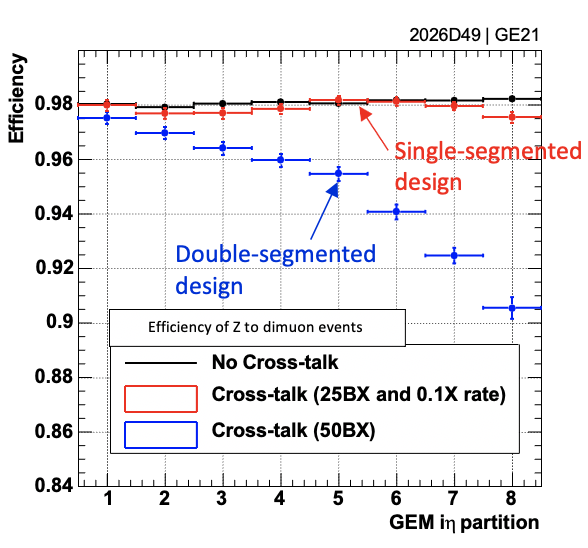 2026D49 | GE21
Efficiency
0.98
0.96
0.94
0.92
0.9
0.88
0.86
0.84
Single-segmented
design
Double-segmented
design
Efficiency of Z to dimuon events
No Cross-talk
Cross-talk (25BX and 0.1X rate)
Cross-talk (50BX)
1 2 3 4 5 6 7 8
GEM iη partition